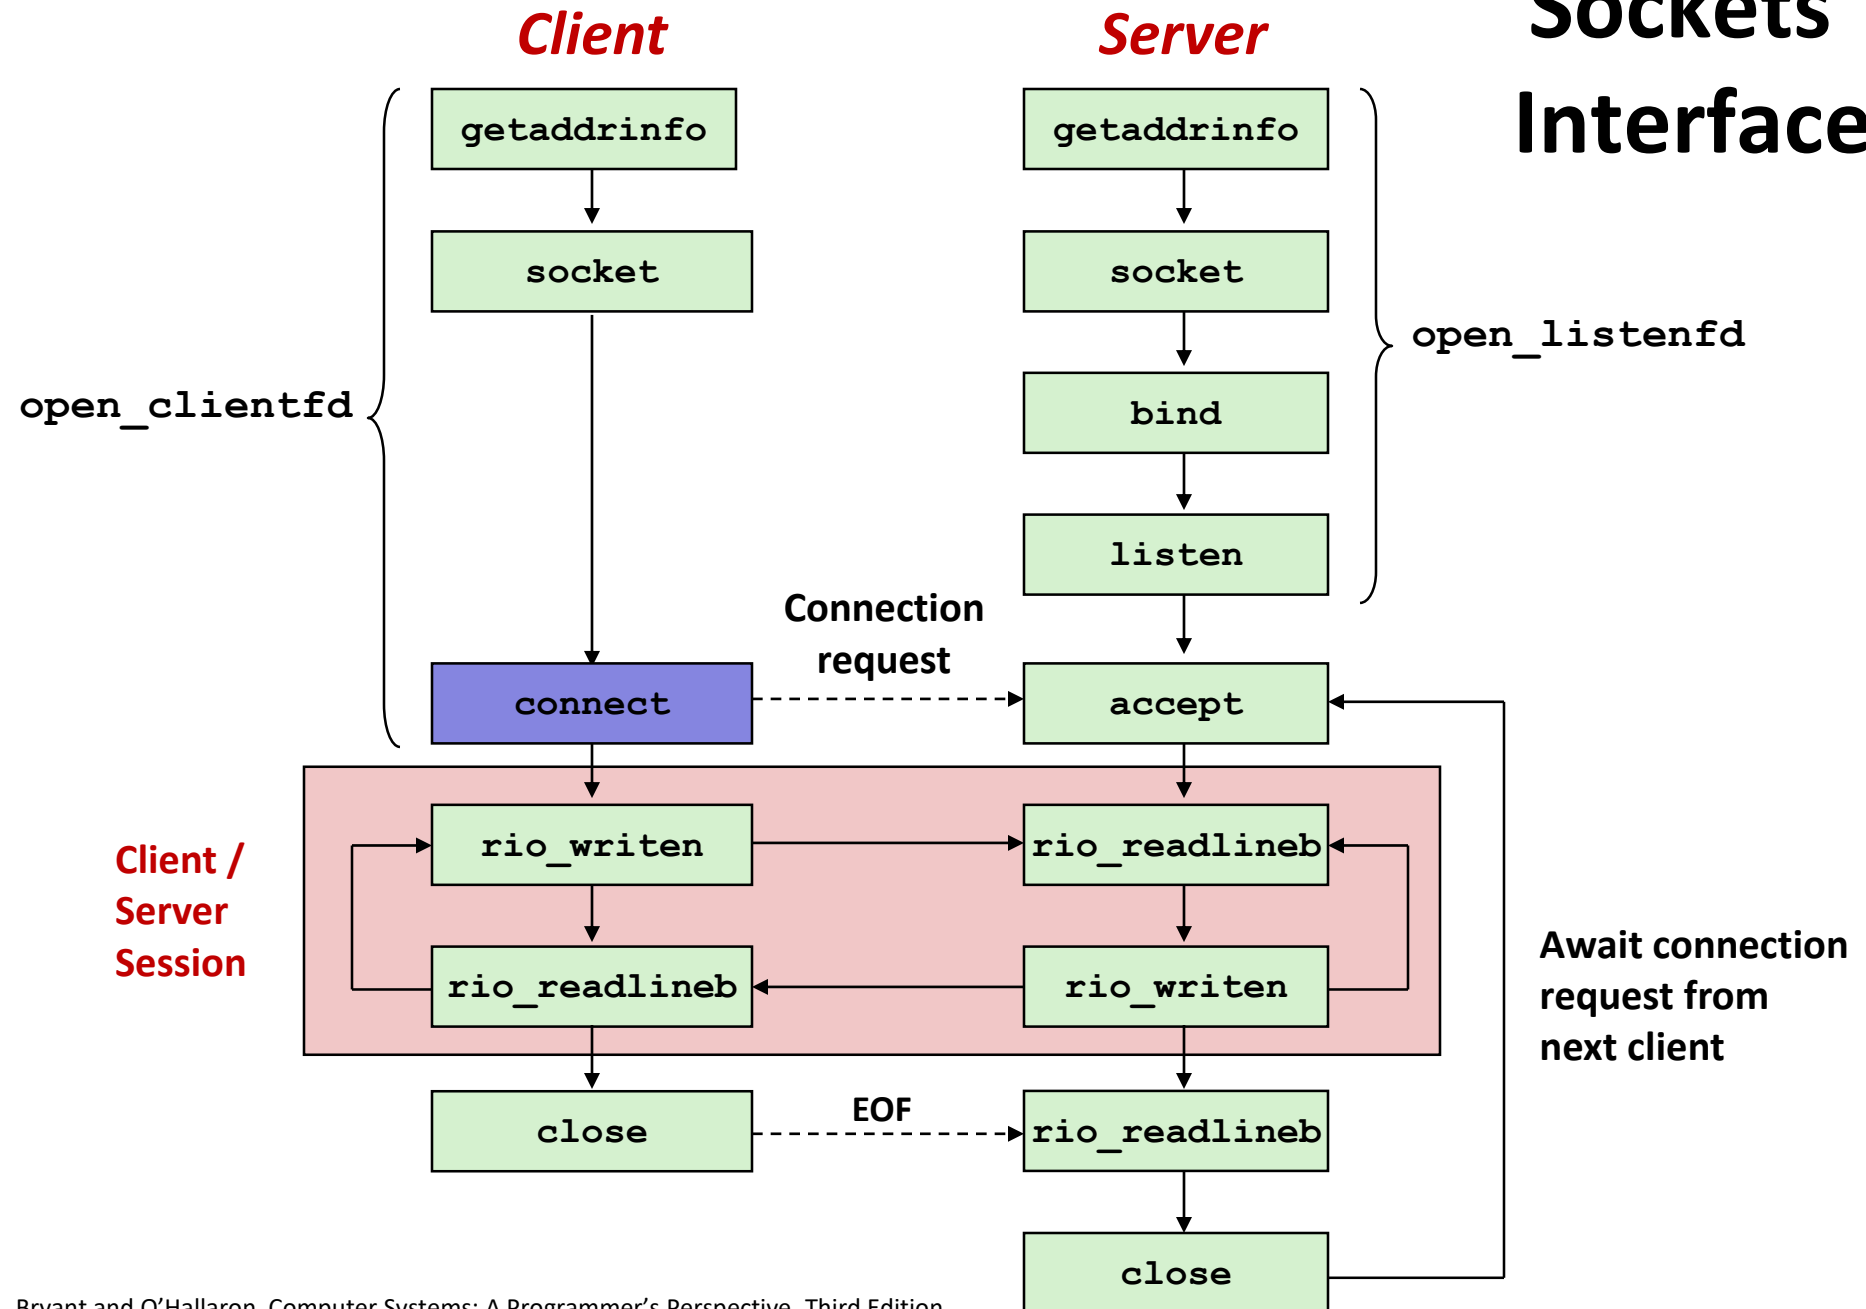 Client
Server
Sockets
Interface
getaddrinfo
getaddrinfo
socket
socket
open_listenfd
open_clientfd
bind
listen
Connection
request
connect
accept
Client /
Server
Session
rio_writen
rio_readlineb
rio_readlineb
rio_writen
Await connection
request from
next client
close
EOF
rio_readlineb
close
Bryant and O'Hallaron, Computer Systems: A Programmer's Perspective, Third Edition